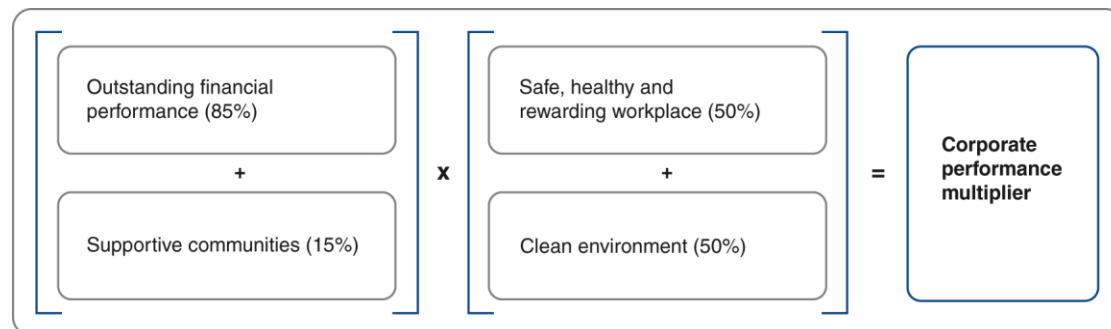 Outstanding financial
performance (85%)
+
Supportive communities (15%)
x
Safe, healthy and
rewarding workplace (50%)
+
Clean environment (50%)
=
Corporate
performance
multiplier